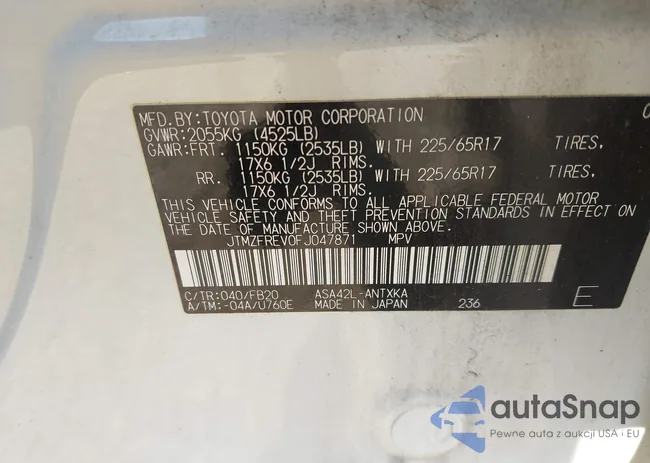 MFD.BY:TOYOTA MOTOR CORPORATION
GVWR:2055KG (4525LB)
GAWR:FRT. 1150KG (2535LB) WITH 225/65R17 TIRES.
17X6 1/2J RIMS.
RR. 1150KG (2535LB) WITH 225/65R17 TIRES.
17X6 1/2J RIMS.
THIS VEHICLE CONFORMS TO ALL APPLICABLE FEDERAL MOTOR
VEHICLE SAFETY AND THEFT PREVENTION STANDARDS IN EFFECT ON
THE DATE OF MANUFACTURE SHOWN ABOVE.
JTMZFREV0FJ047871 MPV
C/TR:040/FB20 ASA42L-ANTXKA
A/TM:-04A/U760E MADE IN JAPAN 236 E
autaSnap
Pewne auta z aukcji USA i EU